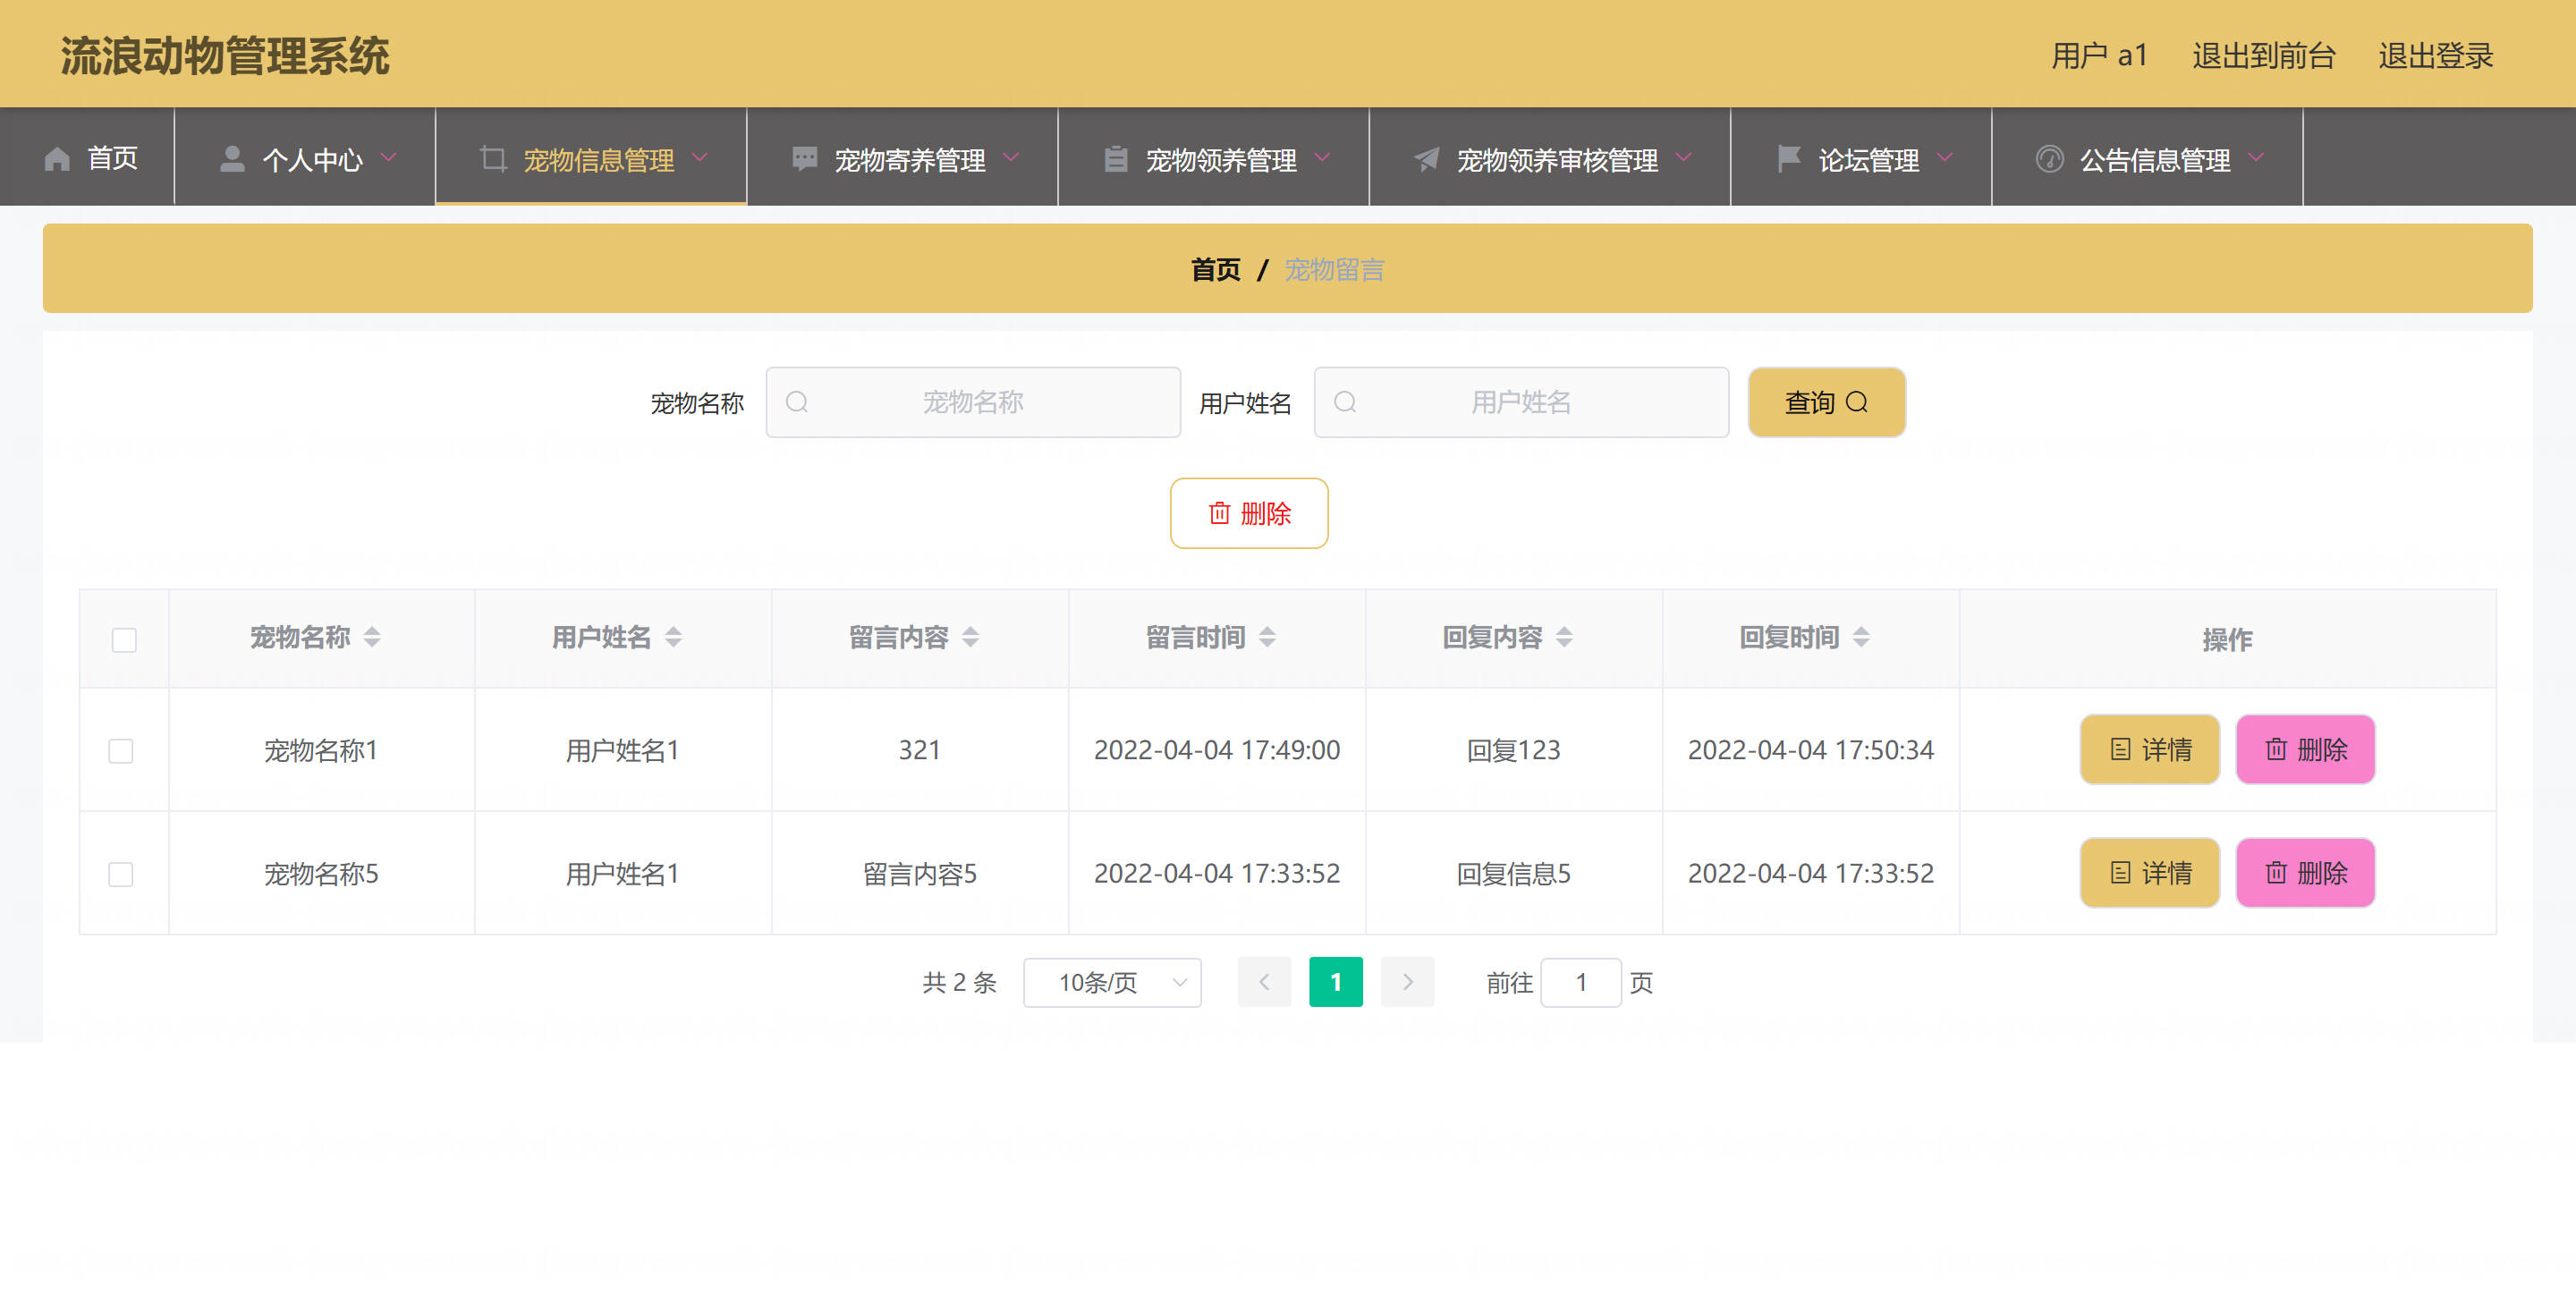 流浪动物管理系统 用户 a1 退出到前台 退出登录
首页 个人中心 宠物信息管理 宠物寄养管理 宠物领养管理 宠物领养审核管理 论坛管理 公告信息管理
首页 / 宠物留言
宠物名称 宠物名称 用户姓名 用户姓名 查询
删除
宠物名称 用户姓名 留言内容 留言时间 回复内容 回复时间 操作
宠物名称1 用户姓名1 321 2022-04-04 17:49:00 回复123 2022-04-04 17:50:34 详情 删除
宠物名称5 用户姓名1 留言内容5 2022-04-04 17:33:52 回复信息5 2022-04-04 17:33:52 详情 删除
共 2 条 10条/页 1 前往 1 页